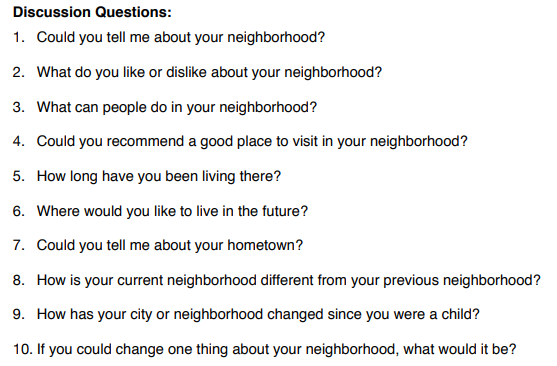 Discussion Questions:
1. Could you tell me about your neighborhood?
2. What do you like or dislike about your neighborhood?
3. What can people do in your neighborhood?
4. Could you recommend a good place to visit in your neighborhood?
5. How long have you been living there?
6. Where would you like to live in the future?
7. Could you tell me about your hometown?
8. How is your current neighborhood different from your previous neighborhood?
9. How has your city or neighborhood changed since you were a child?
10. If you could change one thing about your neighborhood, what would it be?